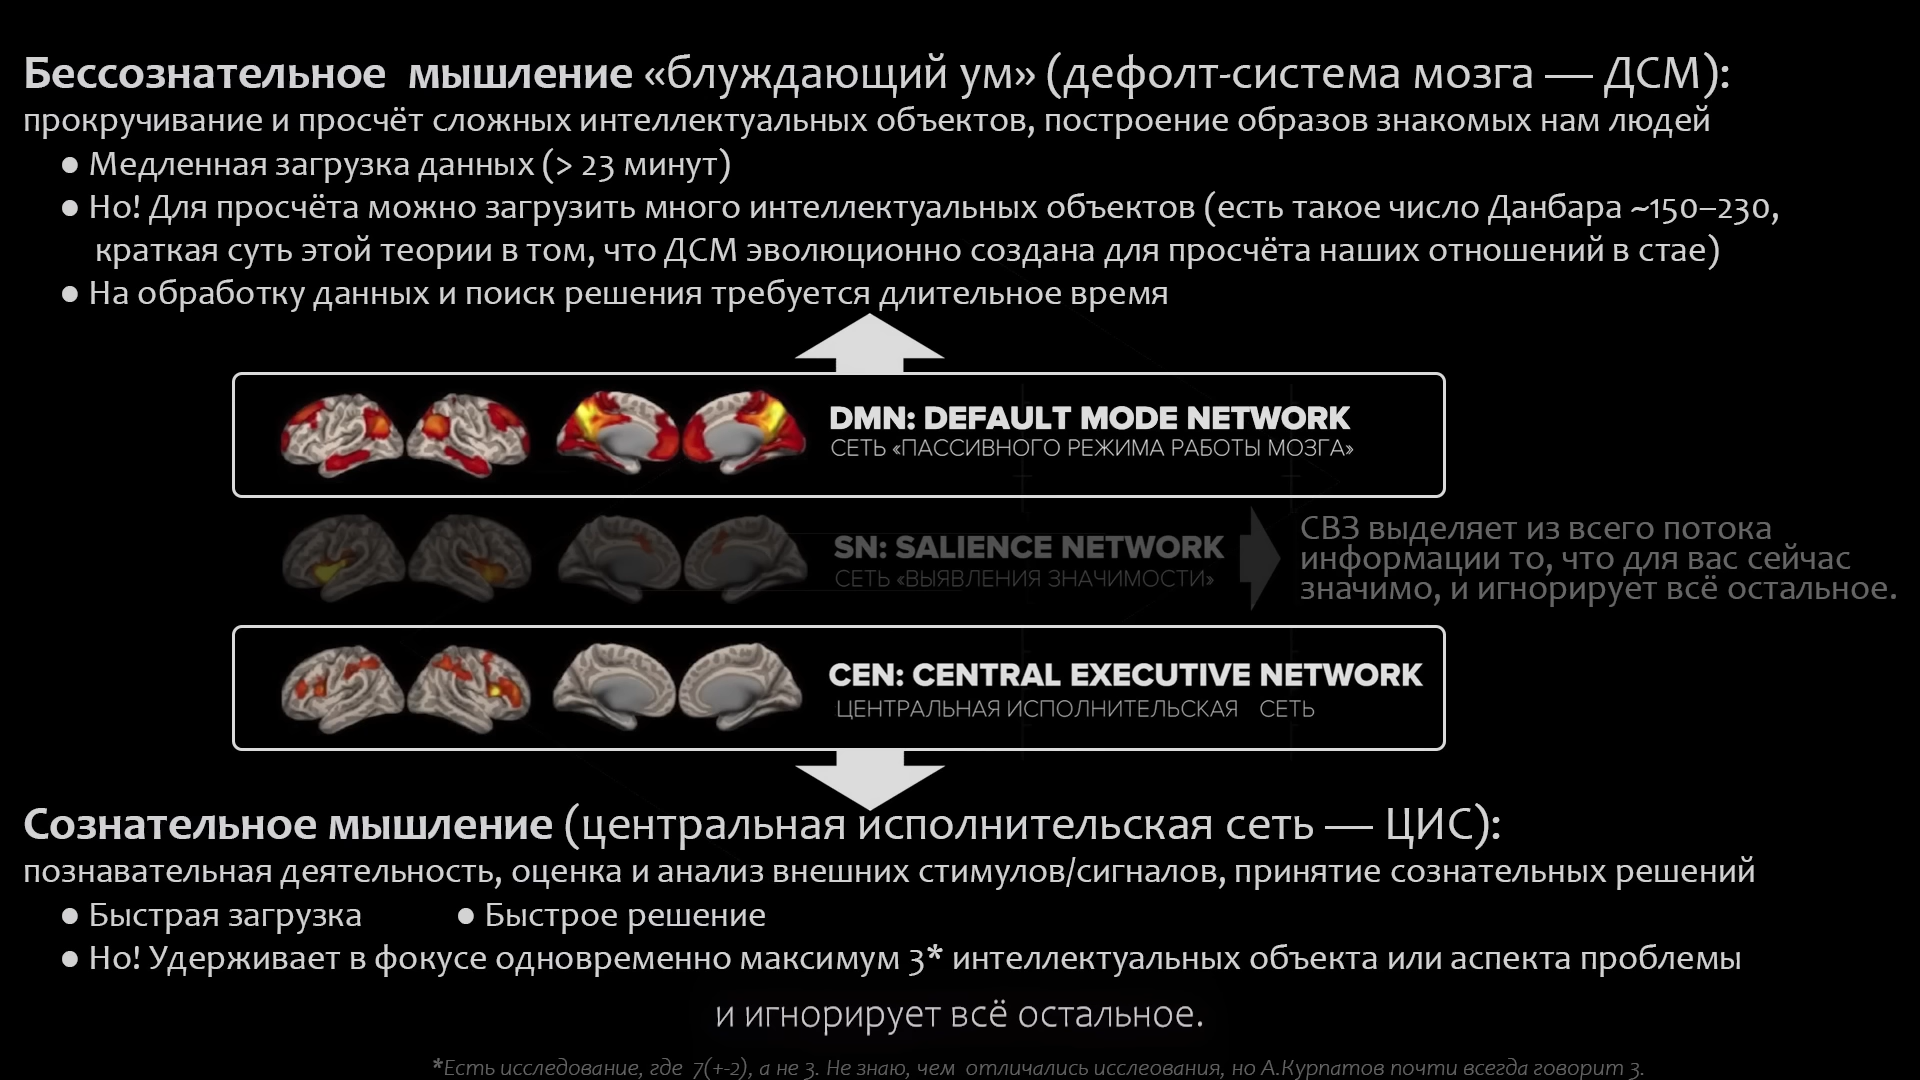 Бессознательное мышление «блуждающий ум» (дефолт-система мозга — ДСМ):
прокручивание и просчёт сложных интеллектуальных объектов, построение образов знакомых нам людей
● Медленная загрузка данных (> 23 минут)
● Но! Для просчёта можно загрузить много интеллектуальных объектов (есть такое число Данбара ~150–230,
краткая суть этой теории в том, что ДСМ эволюционно создана для просчёта наших отношений в стае)
● На обработку данных и поиск решения требуется длительное время
DMN: DEFAULT MODE NETWORK
СЕТЬ «ПАССИВНОГО РЕЖИМА РАБОТЫ МОЗГА»
SN: SALIENCE NETWORK
СЕТЬ «ВЫЯВЛЕНИЯ ЗНАЧИМОСТИ»
СВЗ выделяет из всего потока
информации то, что для вас сейчас
значимо, и игнорирует всё остальное.
CEN: CENTRAL EXECUTIVE NETWORK
ЦЕНТРАЛЬНАЯ ИСПОЛНИТЕЛЬСКАЯ СЕТЬ
Сознательное мышление (центральная исполнительская сеть — ЦИС):
познавательная деятельность, оценка и анализ внешних стимулов/сигналов, принятие сознательных решений
● Быстрая загрузка ● Быстрое решение
● Но! Удерживает в фокусе одновременно максимум 3* интеллектуальных объекта или аспекта проблемы
и игнорирует всё остальное.
*Есть исследование, где 7(+-2), а не 3. Не знаю, чем отличались исслеования, но А.Курпатов почти всегда говорит 3.